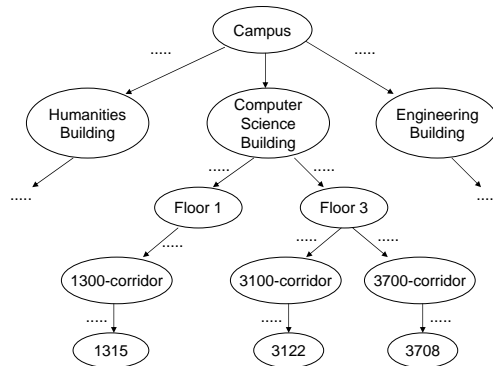 Campus
..... .....
Humanities
Building
Computer
Science
Building
Engineering
Building
..... ..... ..... .....
Floor 1
Floor 3
..... ..... .....
1300-corridor
3100-corridor
3700-corridor
..... ..... .....
1315
3122
3708